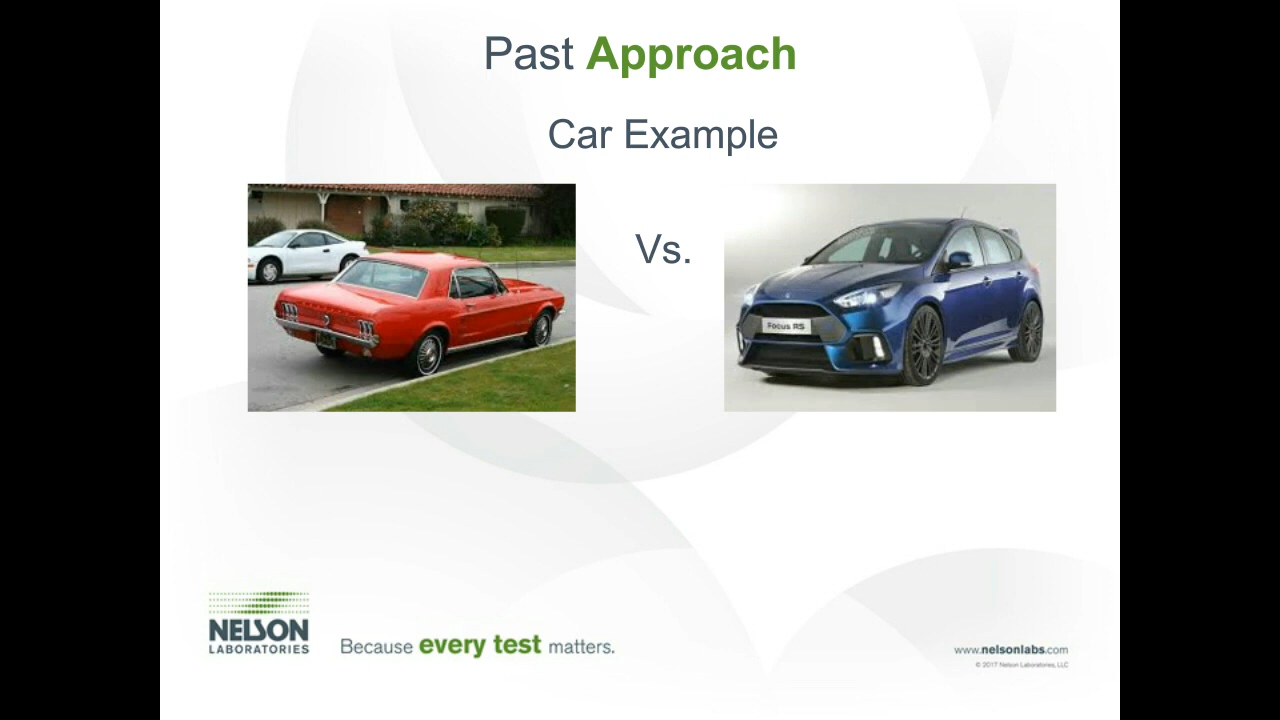 Past Approach
Car Example
Vs.
Focus RS
NELSON
LABORATORIES
Because every test matters.
www.nelsonlabs.com
© 2017 Nelson Laboratories, LLC